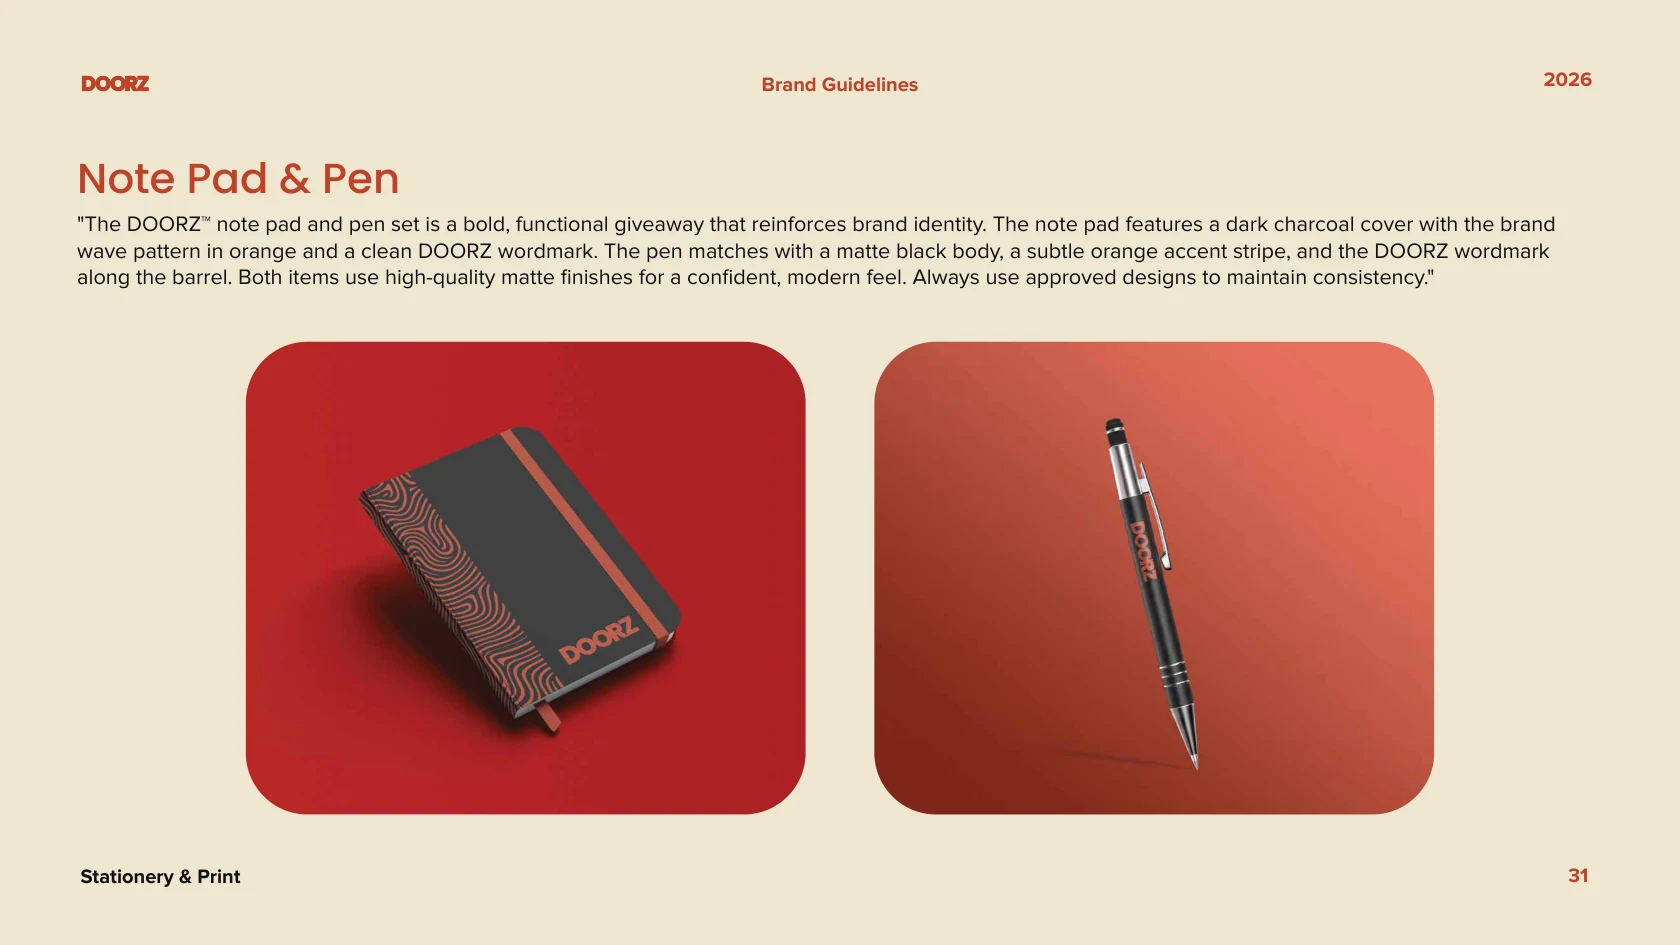 DOORZ
Brand Guidelines
2026
Note Pad & Pen
"The DOORZ™ note pad and pen set is a bold, functional giveaway that reinforces brand identity. The note pad features a dark charcoal cover with the brand
wave pattern in orange and a clean DOORZ wordmark. The pen matches with a matte black body, a subtle orange accent stripe, and the DOORZ wordmark
along the barrel. Both items use high-quality matte finishes for a confident, modern feel. Always use approved designs to maintain consistency."
DOORZ
DOORZ
Stationery & Print
31